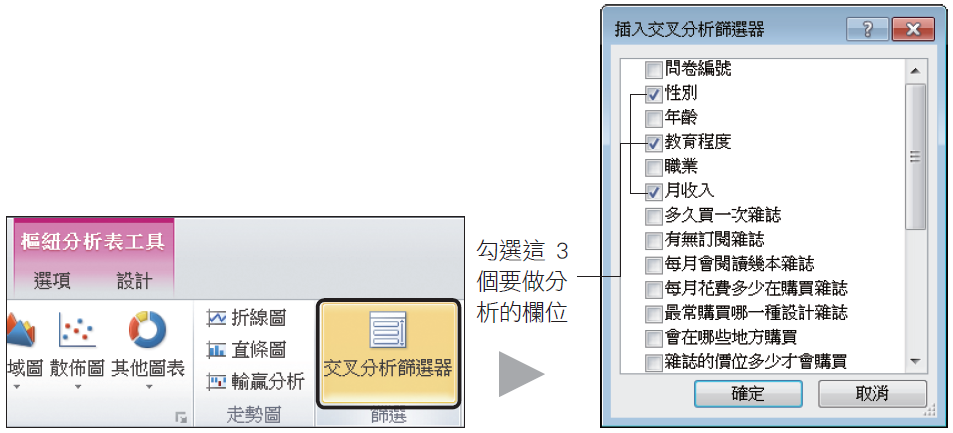 樞紐分析表工具
選項 設計
域圖 散佈圖 其他圖表
折線圖
直條圖
輸贏分析
走勢圖
交叉分析篩選器
篩選
勾選這 3
個要做分
析的欄位
插入交叉分析篩選器
問卷編號
性別
年齡
教育程度
職業
月收入
多久買一次雜誌
有無訂閱雜誌
每月會閱讀幾本雜誌
每月花費多少在購買雜誌
最常購買哪一種設計雜誌
會在哪些地方購買
雜誌的價位多少才會購買
確定 取消